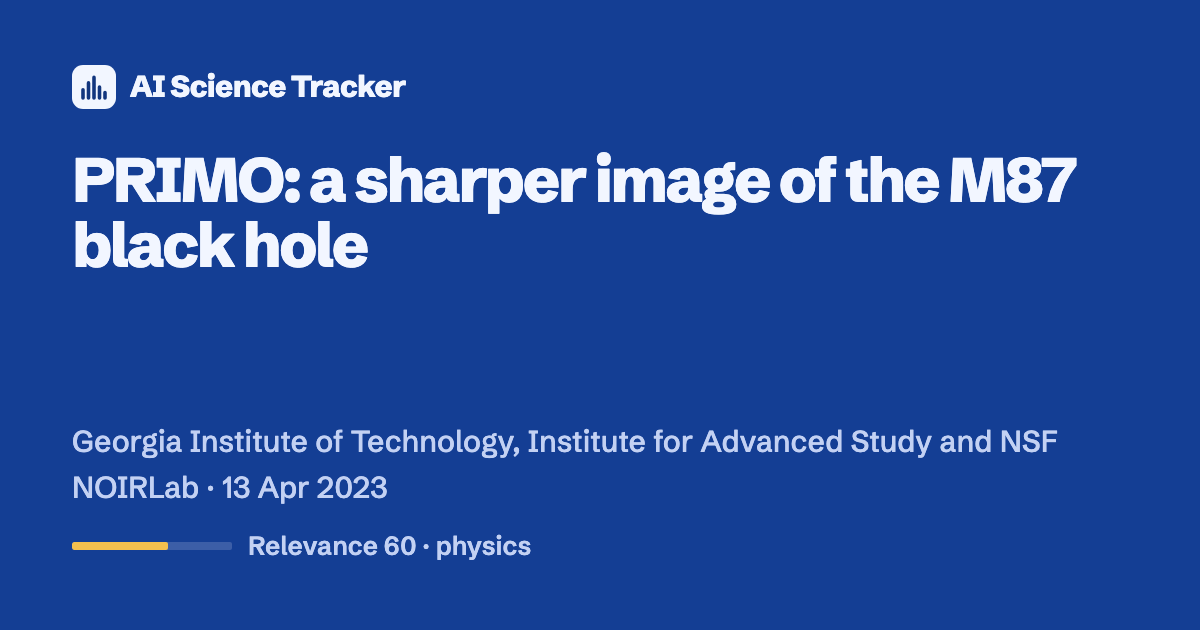 AI Science Tracker
PRIMO: a sharper image of the M87
black hole
Georgia Institute of Technology, Institute for Advanced Study and NSF
NOIRLab · 13 Apr 2023
Relevance 60 · physics